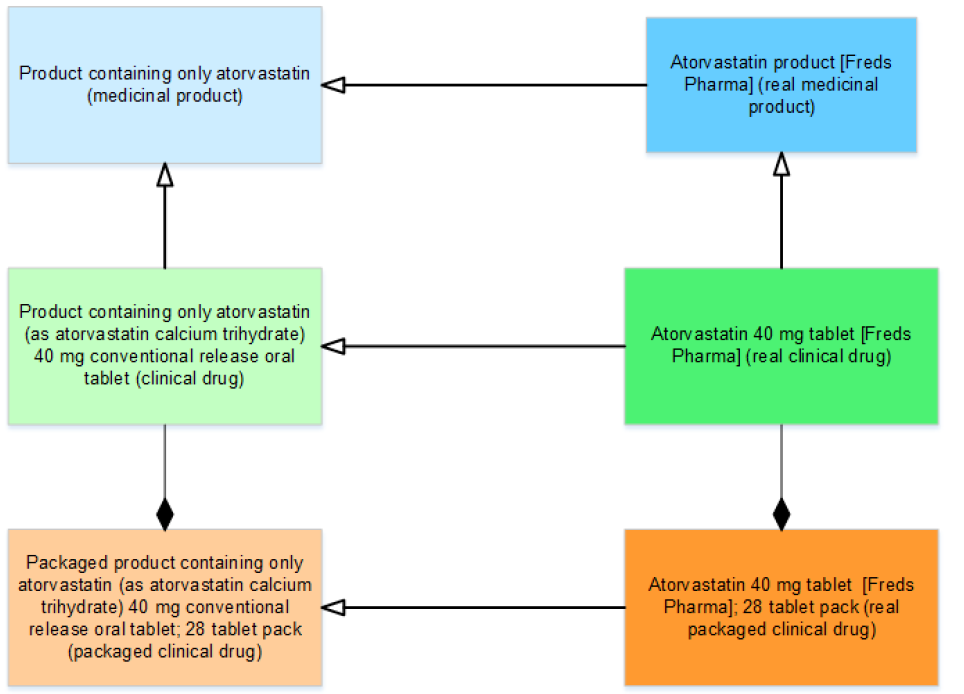 Product containing only atorvastatin
(medicinal product)
Atorvastatin product [Freds
Pharma] (real medicinal
product)
Product containing only atorvastatin
(as atorvastatin calcium trihydrate)
40 mg conventional release oral
tablet (clinical drug)
Atorvastatin 40 mg tablet [Freds
Pharma] (real clinical drug)
Packaged product containing only
atorvastatin (as atorvastatin calcium
trihydrate) 40 mg conventional
release oral tablet; 28 tablet pack
(packaged clinical drug)
Atorvastatin 40 mg tablet  [Freds
Pharma]; 28 tablet pack (real
packaged clinical drug)